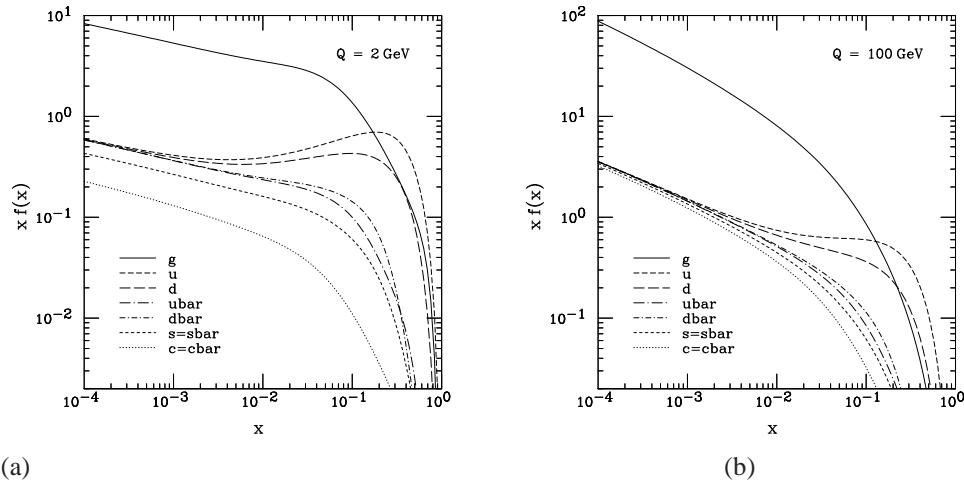 10^1
10^0
10^-1
10^-2
x f(x)
Q = 2 GeV
g
u
d
ubar
dbar
s=sbar
c=cbar
10^-4 10^-3 10^-2 10^-1 10^0
x
(a)
10^2
10^1
10^0
10^-1
x f(x)
Q = 100 GeV
g
u
d
ubar
dbar
s=sbar
c=cbar
10^-4 10^-3 10^-2 10^-1 10^0
x
(b)